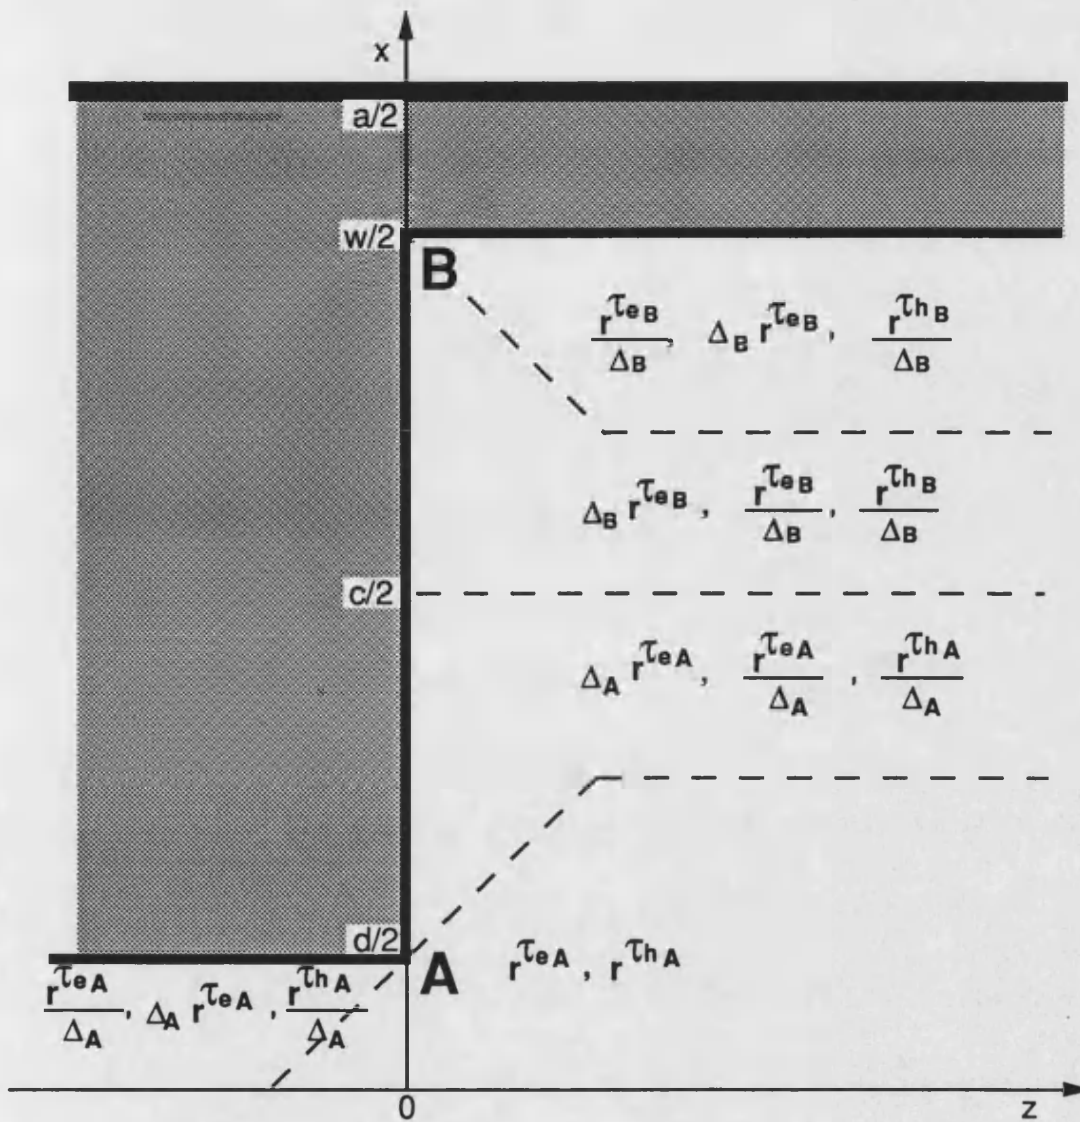 x
a/2
w/2
B
r^τeB / ΔB, ΔB r^τeB, r^τhB / ΔB
ΔB r^τeB, r^τeB / ΔB, r^τhB / ΔB
c/2
ΔA r^τeA, r^τeA / ΔA, r^τhA / ΔA
d/2
A
r^τeA, r^τhA
r^τeA / ΔA, ΔA r^τeA, r^τhA / ΔA
0
z